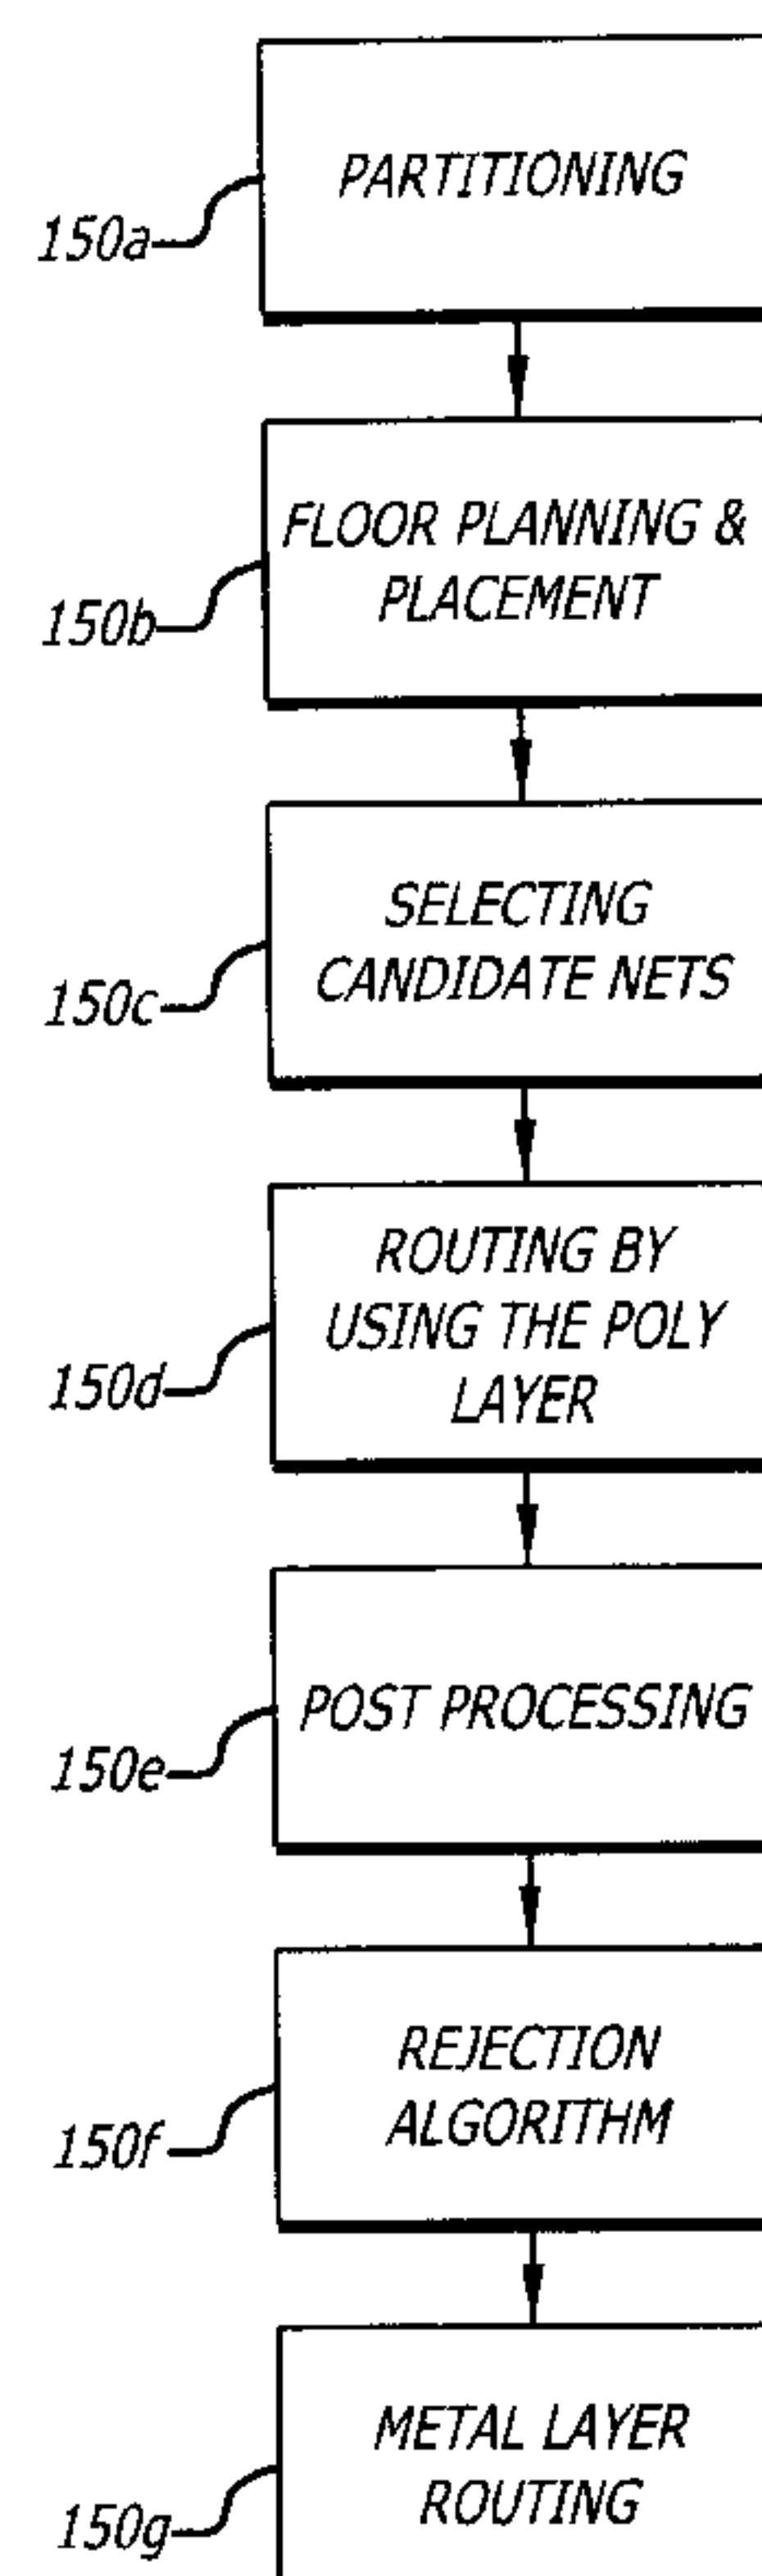 PARTITIONING
150a
FLOOR PLANNING &
PLACEMENT
150b
SELECTING
CANDIDATE NETS
150c
ROUTING BY
USING THE POLY
LAYER
150d
POST PROCESSING
150e
REJECTION
ALGORITHM
150f
METAL LAYER
ROUTING
150g